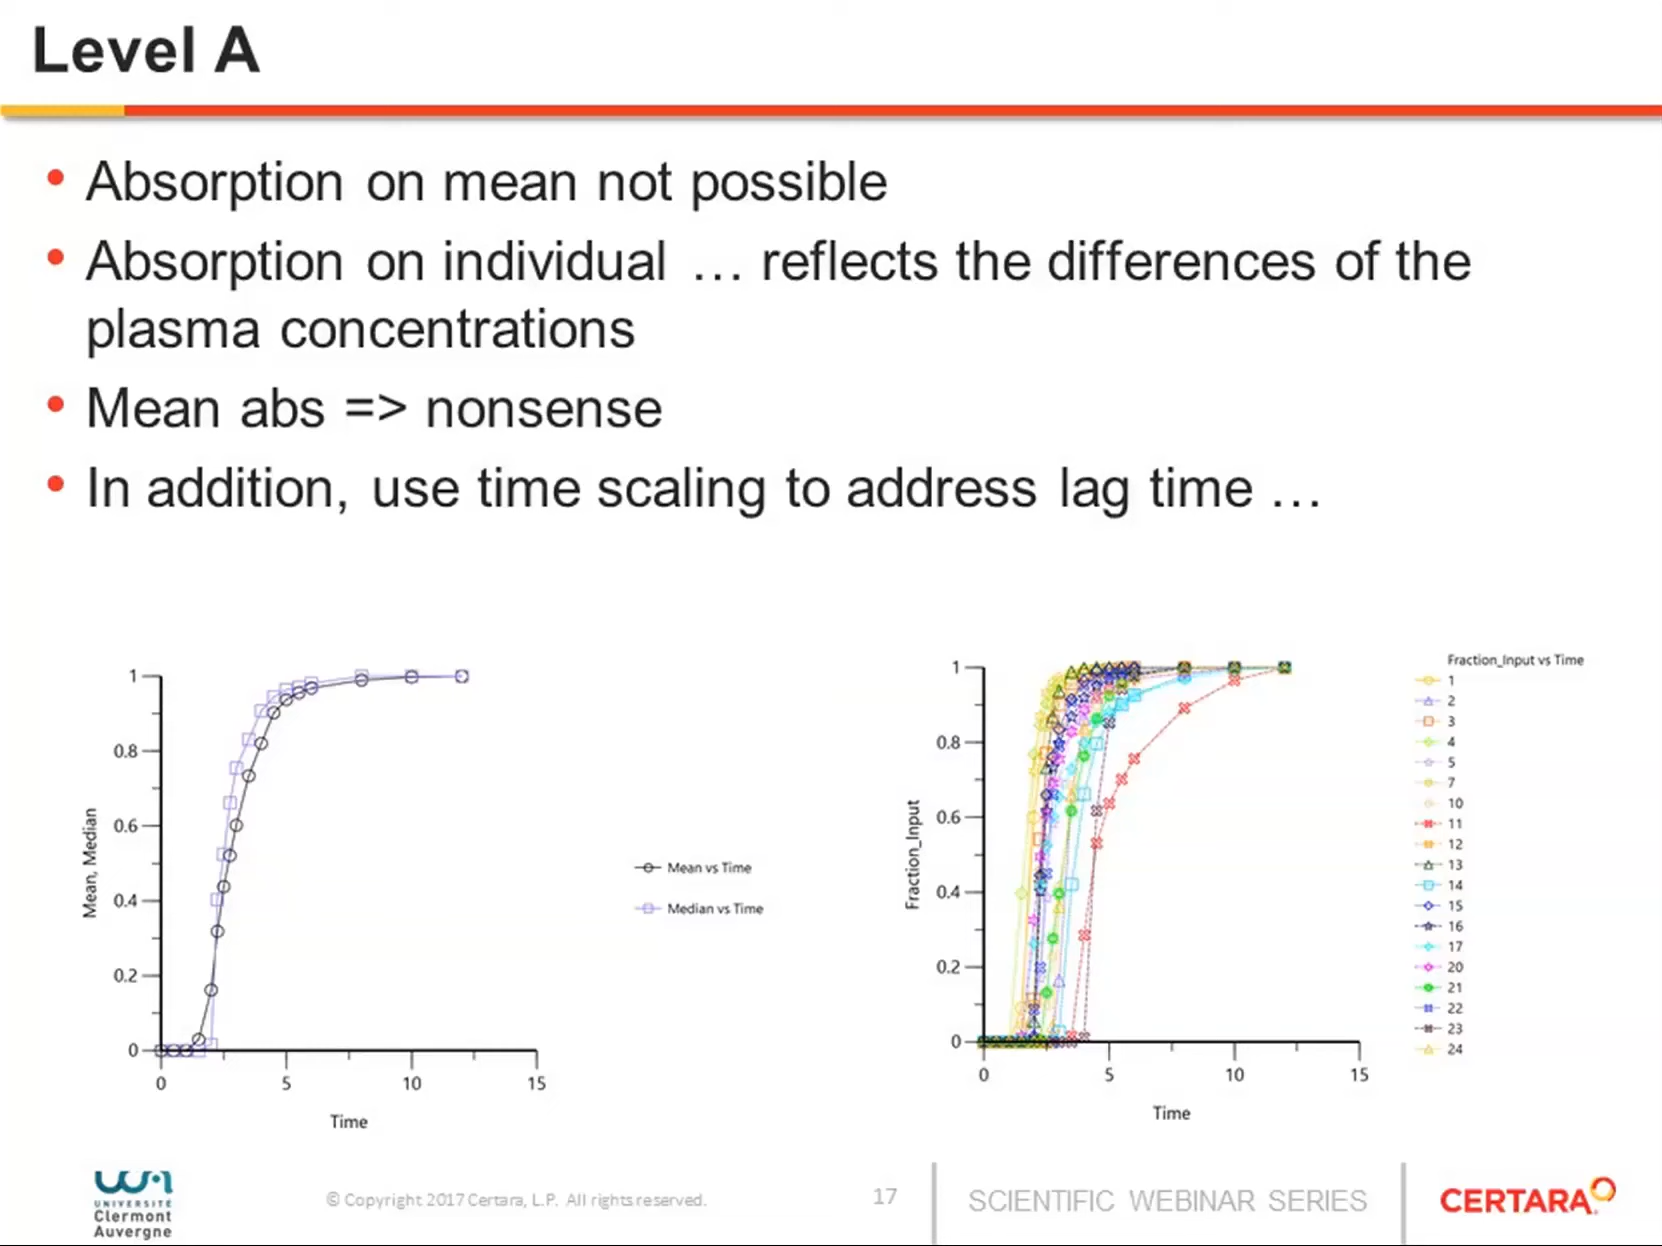 Level A
• Absorption on mean not possible
• Absorption on individual … reflects the differences of the
plasma concentrations
• Mean abs => nonsense
• In addition, use time scaling to address lag time …
1
0.8
0.6
0.4
0.2
0
Mean, Median
0 5 10 15
Time
Mean vs Time
Median vs Time
1
0.8
0.6
0.4
0.2
0
Fraction_Input
0 5 10 15
Time
Fraction_Input vs Time
1
2
3
4
5
7
10
11
12
13
14
15
16
17
20
21
22
23
24
UCA
UNIVERSITÉ
Clermont
Auvergne
© Copyright 2017 Certara, L.P. All rights reserved.
17
SCIENTIFIC WEBINAR SERIES
CERTARA